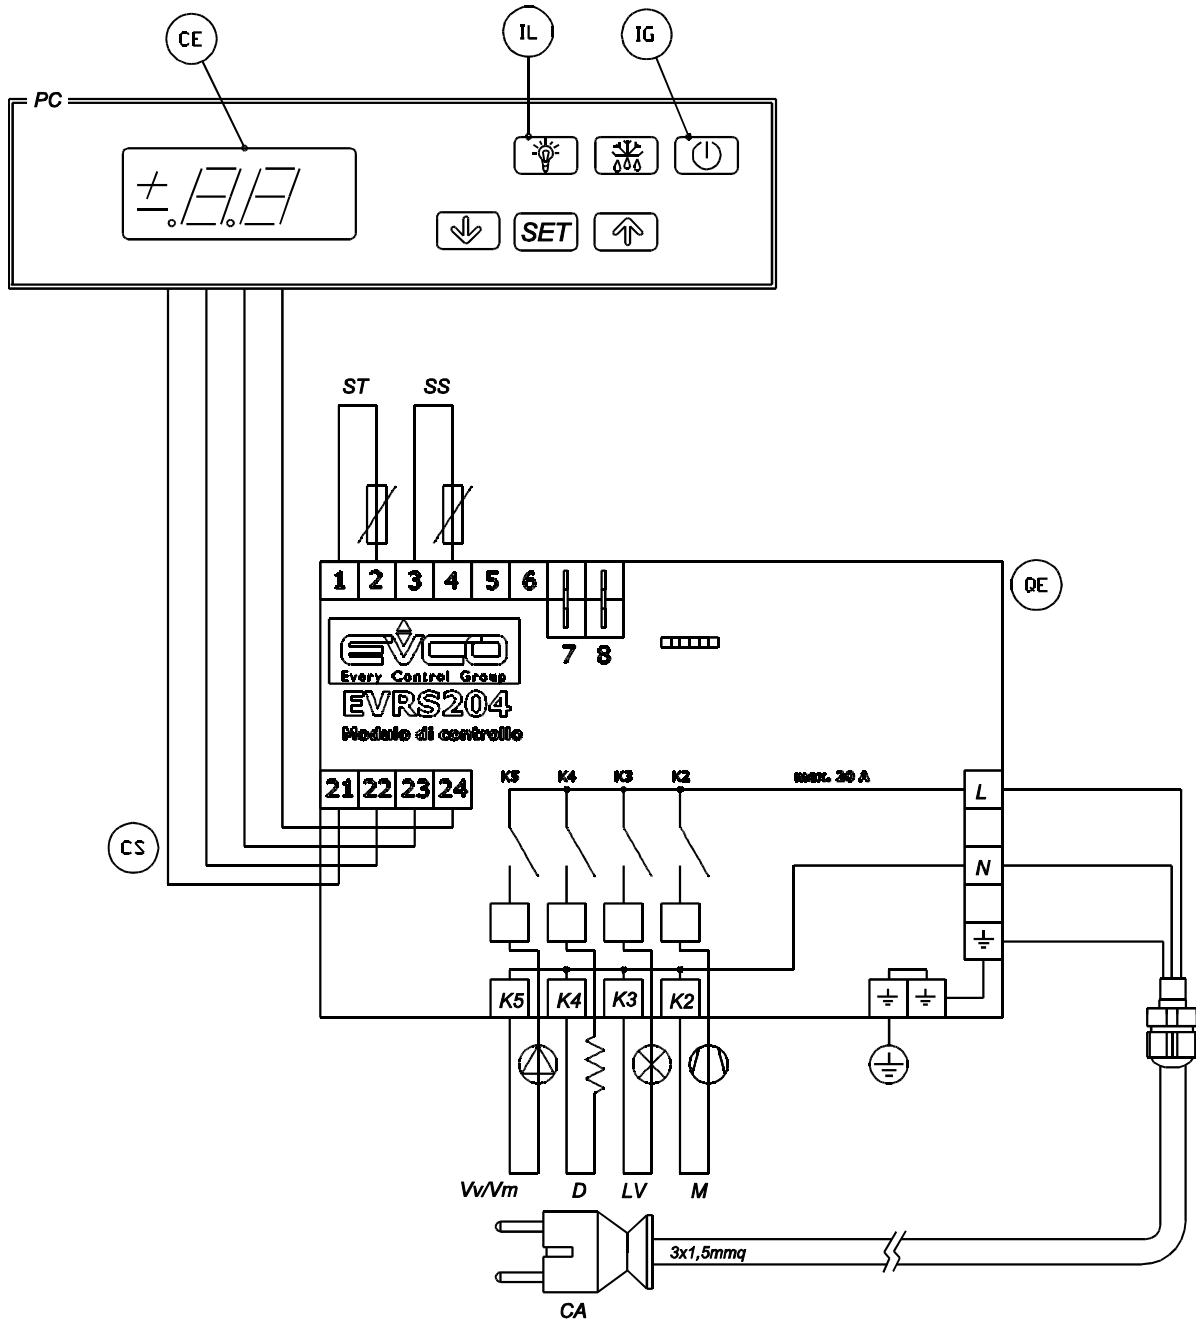 CE
IL
IG
PC
SET
ST
SS
1 2 3 4 5 6
QE
7 8
EVCO
Every Control Group
EVRS204
Modulo di controllo
21 22 23 24
K5 K4 K3 K2
max. 20 A
L
CS
N
K5 K4 K3 K2
Vv/Vm D LV M
3x1,5mmq
CA